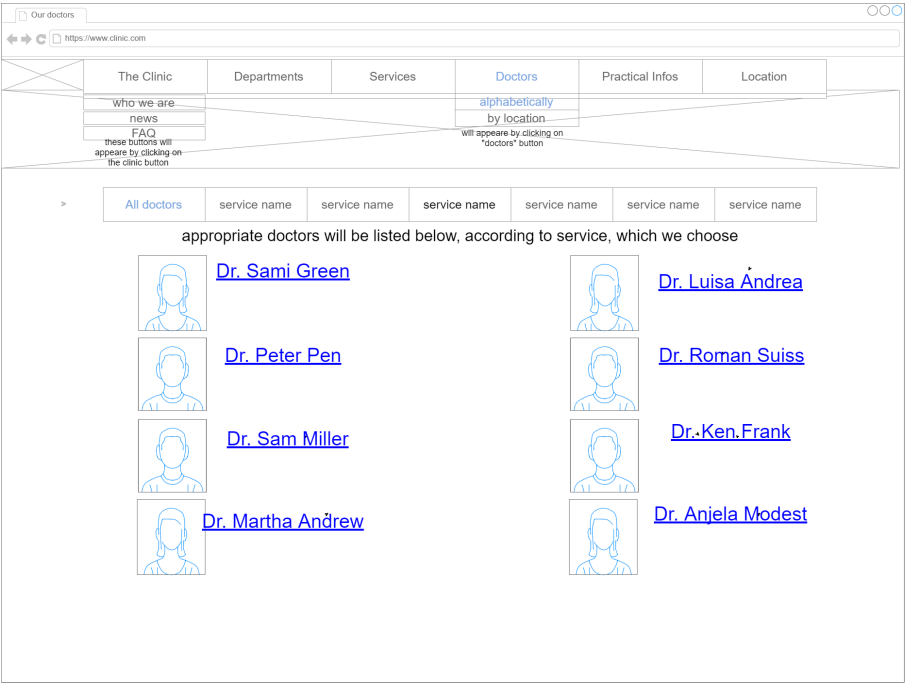 Our doctors
https://www.clinic.com
The Clinic
Departments
Services
Doctors
Practical Infos
Location
who we are
news
FAQ
these buttons will
appeare by clicking on
the clinic button
alphabetically
by location
will appeare by clicking on
"doctors" button
>
All doctors
service name
service name
service name
service name
service name
service name
appropriate doctors will be listed below, according to service, which we choose
Dr. Sami Green
Dr. Luisa Andrea
Dr. Peter Pen
Dr. Roman Suiss
Dr. Sam Miller
Dr. Ken Frank
Dr. Martha Andrew
Dr. Anjela Modest